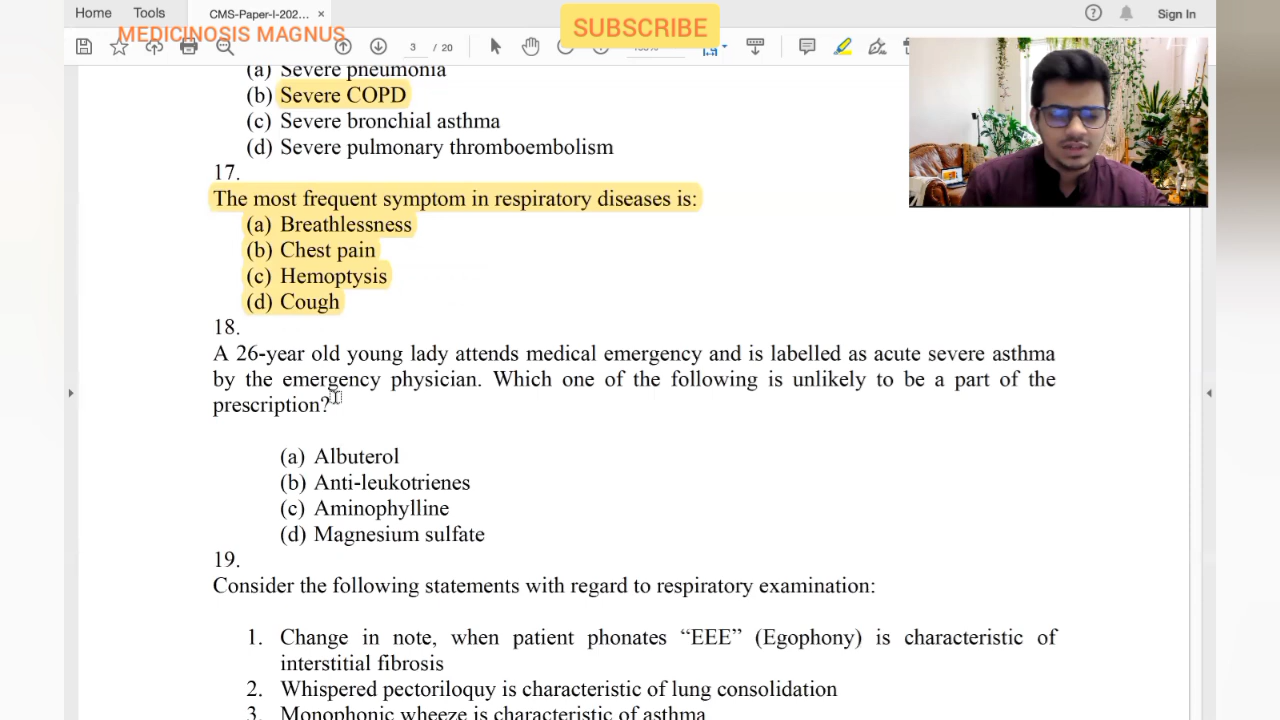 Home
Tools
CMS-Paper-I-202... ×
Sign In
MEDICINOSIS MAGNUS
SUBSCRIBE
3 / 20
(a) Severe pneumonia
(b) Severe COPD
(c) Severe bronchial asthma
(d) Severe pulmonary thromboembolism
17.
The most frequent symptom in respiratory diseases is:
(a) Breathlessness
(b) Chest pain
(c) Hemoptysis
(d) Cough
18.
A 26-year old young lady attends medical emergency and is labelled as acute severe asthma
by the emergency physician. Which one of the following is unlikely to be a part of the
prescription?
(a) Albuterol
(b) Anti-leukotrienes
(c) Aminophylline
(d) Magnesium sulfate
19.
Consider the following statements with regard to respiratory examination:
1. Change in note, when patient phonates “EEE” (Egophony) is characteristic of
interstitial fibrosis
2. Whispered pectoriloquy is characteristic of lung consolidation
3. Monophonic wheeze is characteristic of asthma